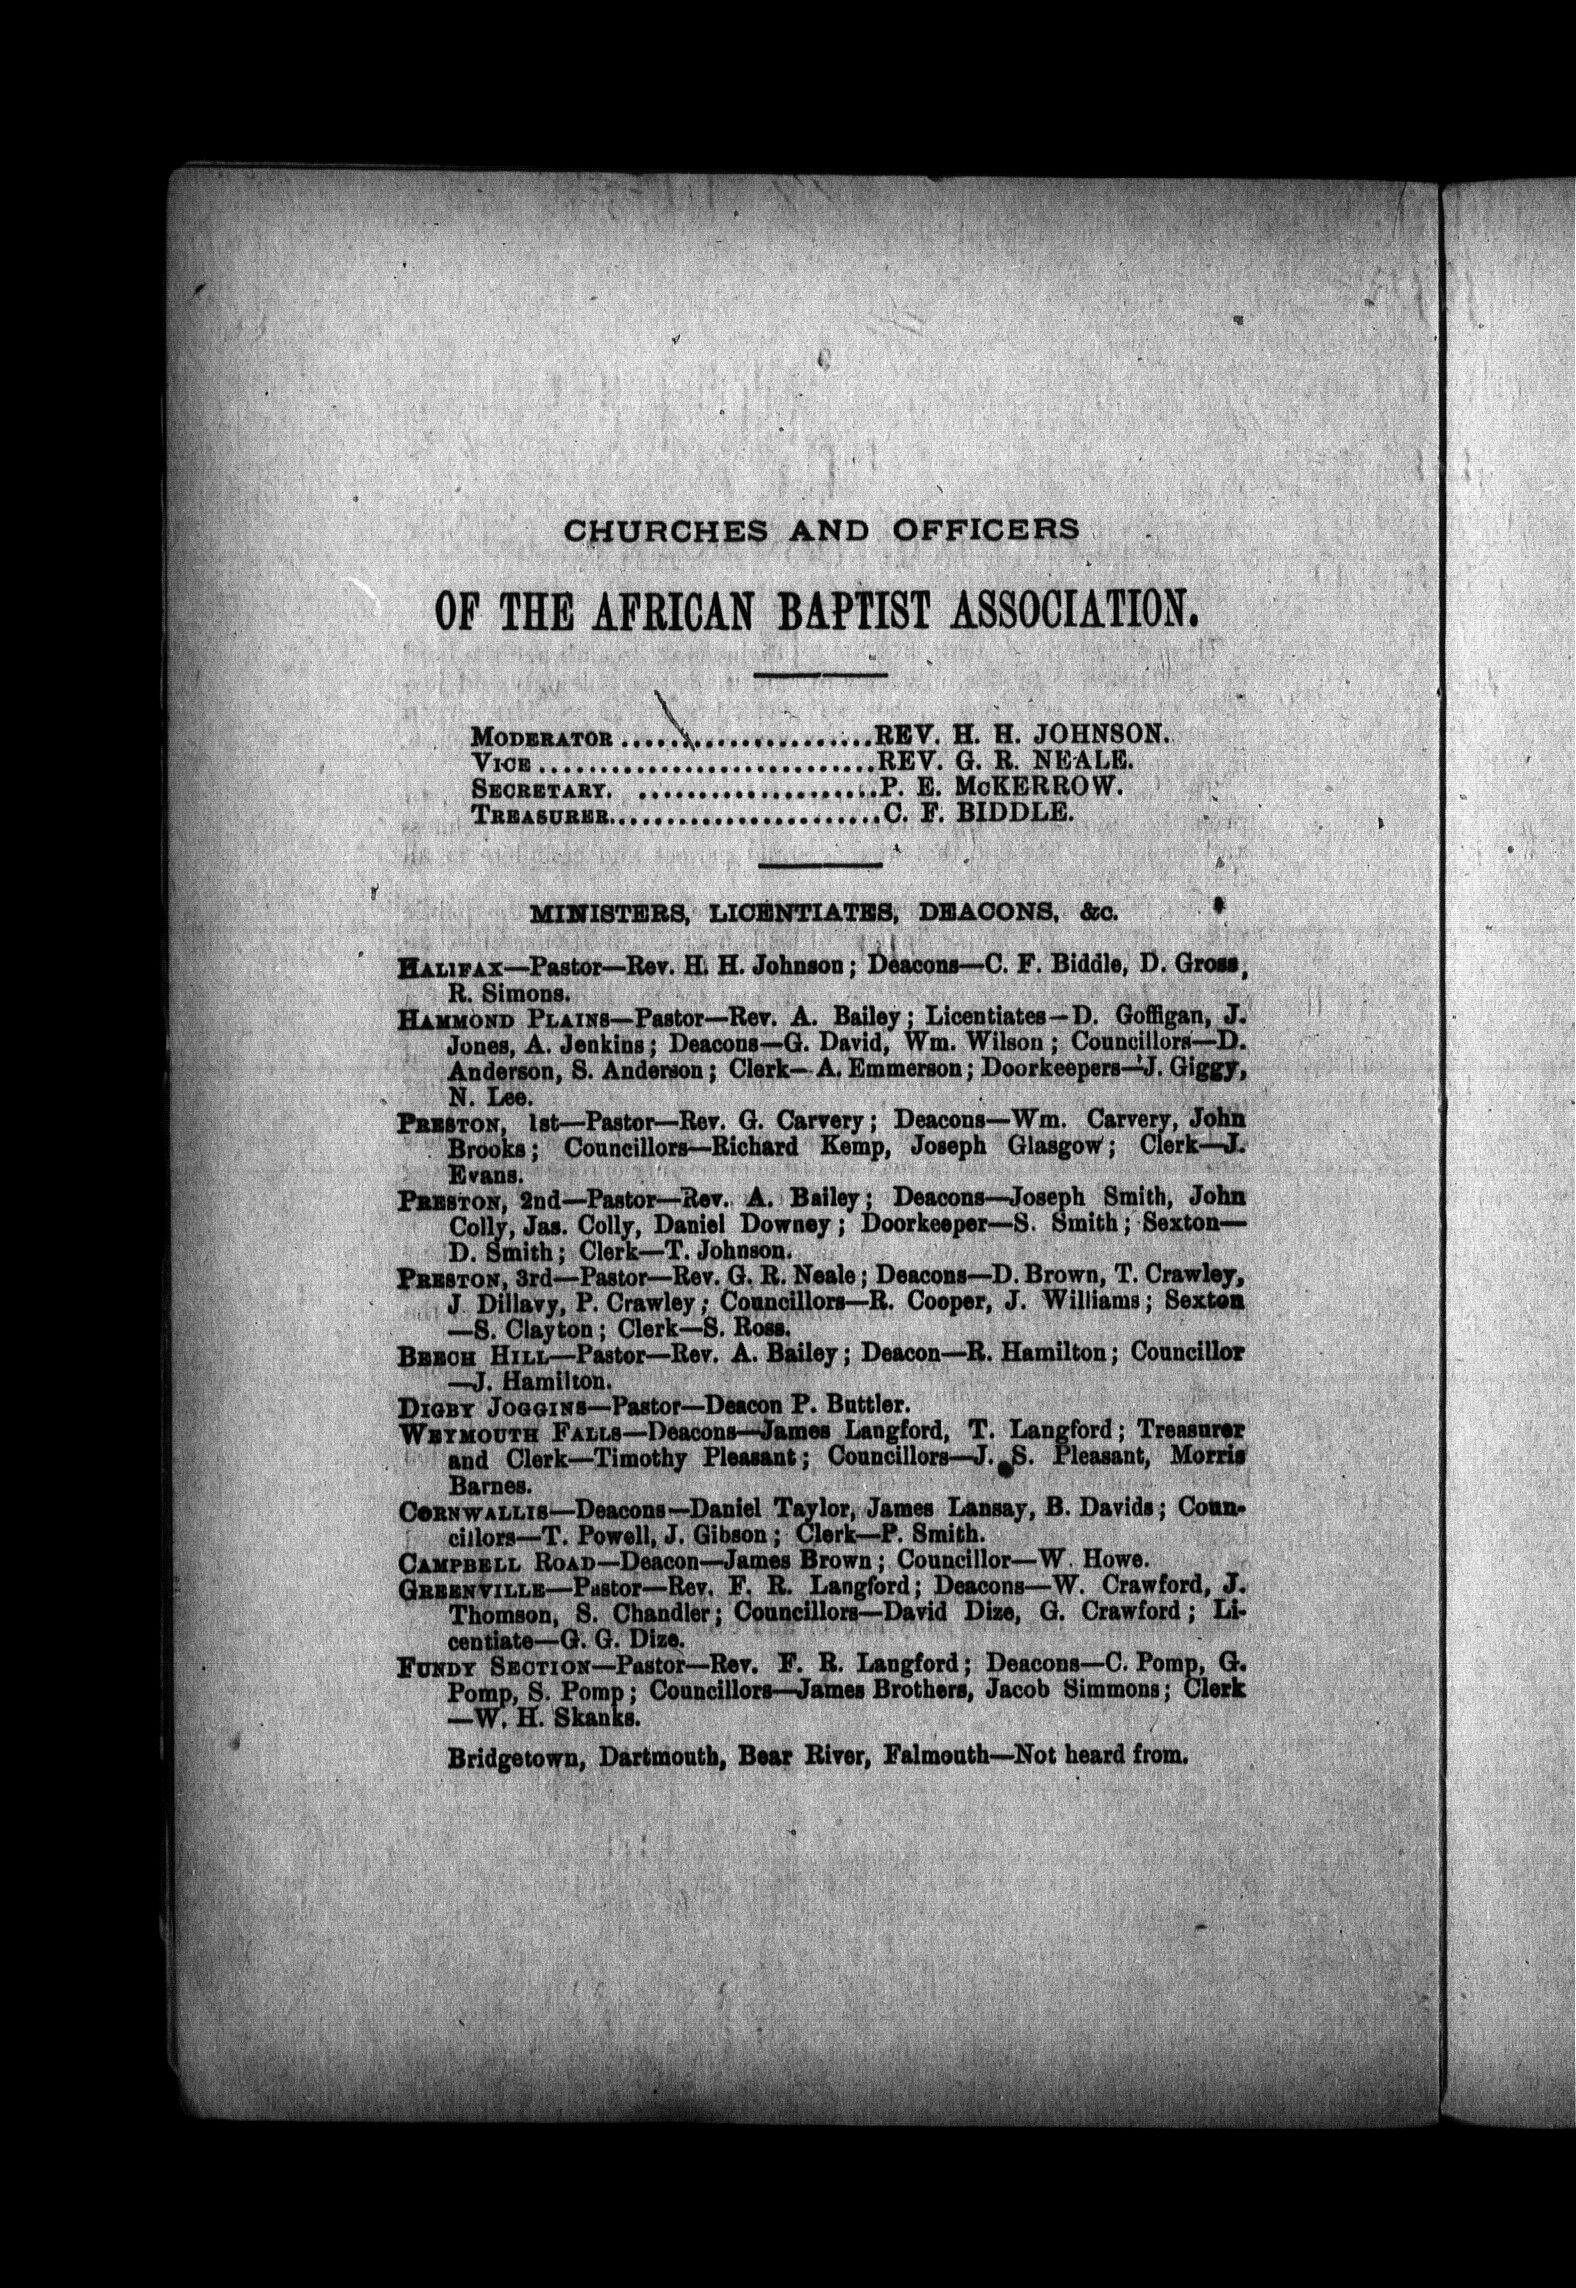 CHURCHES AND OFFICERS
OF THE AFRICAN BAPTIST ASSOCIATION.
MODERATOR ......................REV. H. H. JOHNSON.
VICE ............................REV. G. R. NEALE.
SECRETARY. ....................P. E. McKERROW.
TREASURER.......................C. F. BIDDLE.
MINISTERS, LICENTIATES, DEACONS, &c.
HALIFAX—Pastor—Rev. H. H. Johnson; Deacons—C. F. Biddle, D. Gross,
R. Simons.
HAMMOND PLAINS—Pastor—Rev. A. Bailey; Licentiates—D. Goffigan, J.
Jones, A. Jenkins; Deacons—G. David, Wm. Wilson; Councillors—D.
Anderson, S. Anderson; Clerk—A. Emmerson; Doorkeepers—J. Giggy,
N. Lee.
PRESTON, 1st—Pastor—Rev. G. Carvery; Deacons—Wm. Carvery, John
Brooks; Councillors—Richard Kemp, Joseph Glasgow; Clerk—J.
Evans.
PRESTON, 2nd—Pastor—Rev. A. Bailey; Deacons—Joseph Smith, John
Colly, Jas. Colly, Daniel Downey; Doorkeeper—S. Smith; Sexton—
D. Smith; Clerk—T. Johnson.
PRESTON, 3rd—Pastor—Rev. G. R. Neale; Deacons—D. Brown, T. Crawley,
J. Dillavy, P. Crawley; Councillors—R. Cooper, J. Williams; Sexton
—S. Clayton; Clerk—S. Ross.
BEECH HILL—Pastor—Rev. A. Bailey; Deacon—R. Hamilton; Councillor
—J. Hamilton.
DIGBY JOGGINS—Pastor—Deacon P. Buttler.
WEYMOUTH FALLS—Deacons—James Langford, T. Langford; Treasurer
and Clerk—Timothy Pleasant; Councillors—J. S. Pleasant, Morris
Barnes.
CORNWALLIS—Deacons—Daniel Taylor, James Lansay, B. Davids; Coun-
cillors—T. Powell, J. Gibson; Clerk—P. Smith.
CAMPBELL ROAD—Deacon—James Brown; Councillor—W. Howe.
GREENVILLE—Pastor—Rev. F. R. Langford; Deacons—W. Crawford, J.
Thomson, S. Chandler; Councillors—David Dize, G. Crawford; Li-
centiate—G. G. Dize.
FUNDY SECTION—Pastor—Rev. F. R. Langford; Deacons—C. Pomp, G.
Pomp, S. Pomp; Councillors—James Brothers, Jacob Simmons; Clerk
—W. H. Skanks.
Bridgetown, Dartmouth, Bear River, Falmouth—Not heard from.